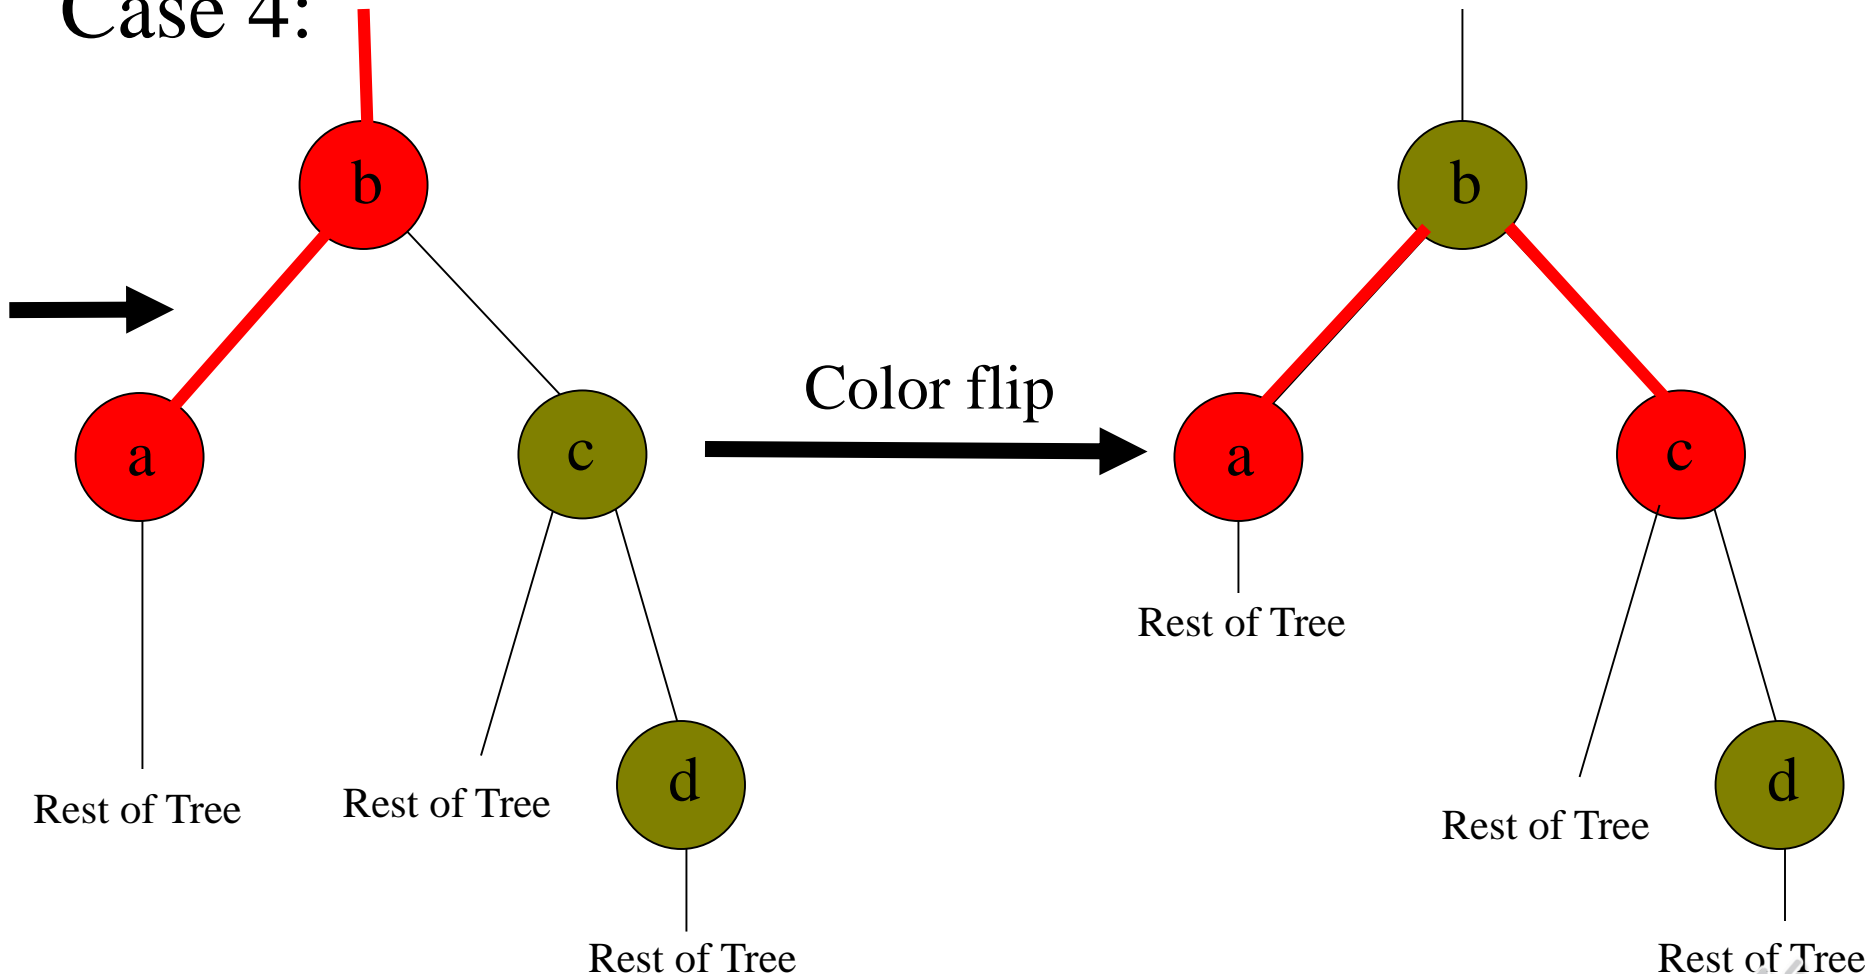 Case 4:
b
b
Color flip
a
c
a
c
Rest of Tree
d
d
Rest of Tree
Rest of Tree
Rest of Tree
Rest of Tree
Rest of Tree